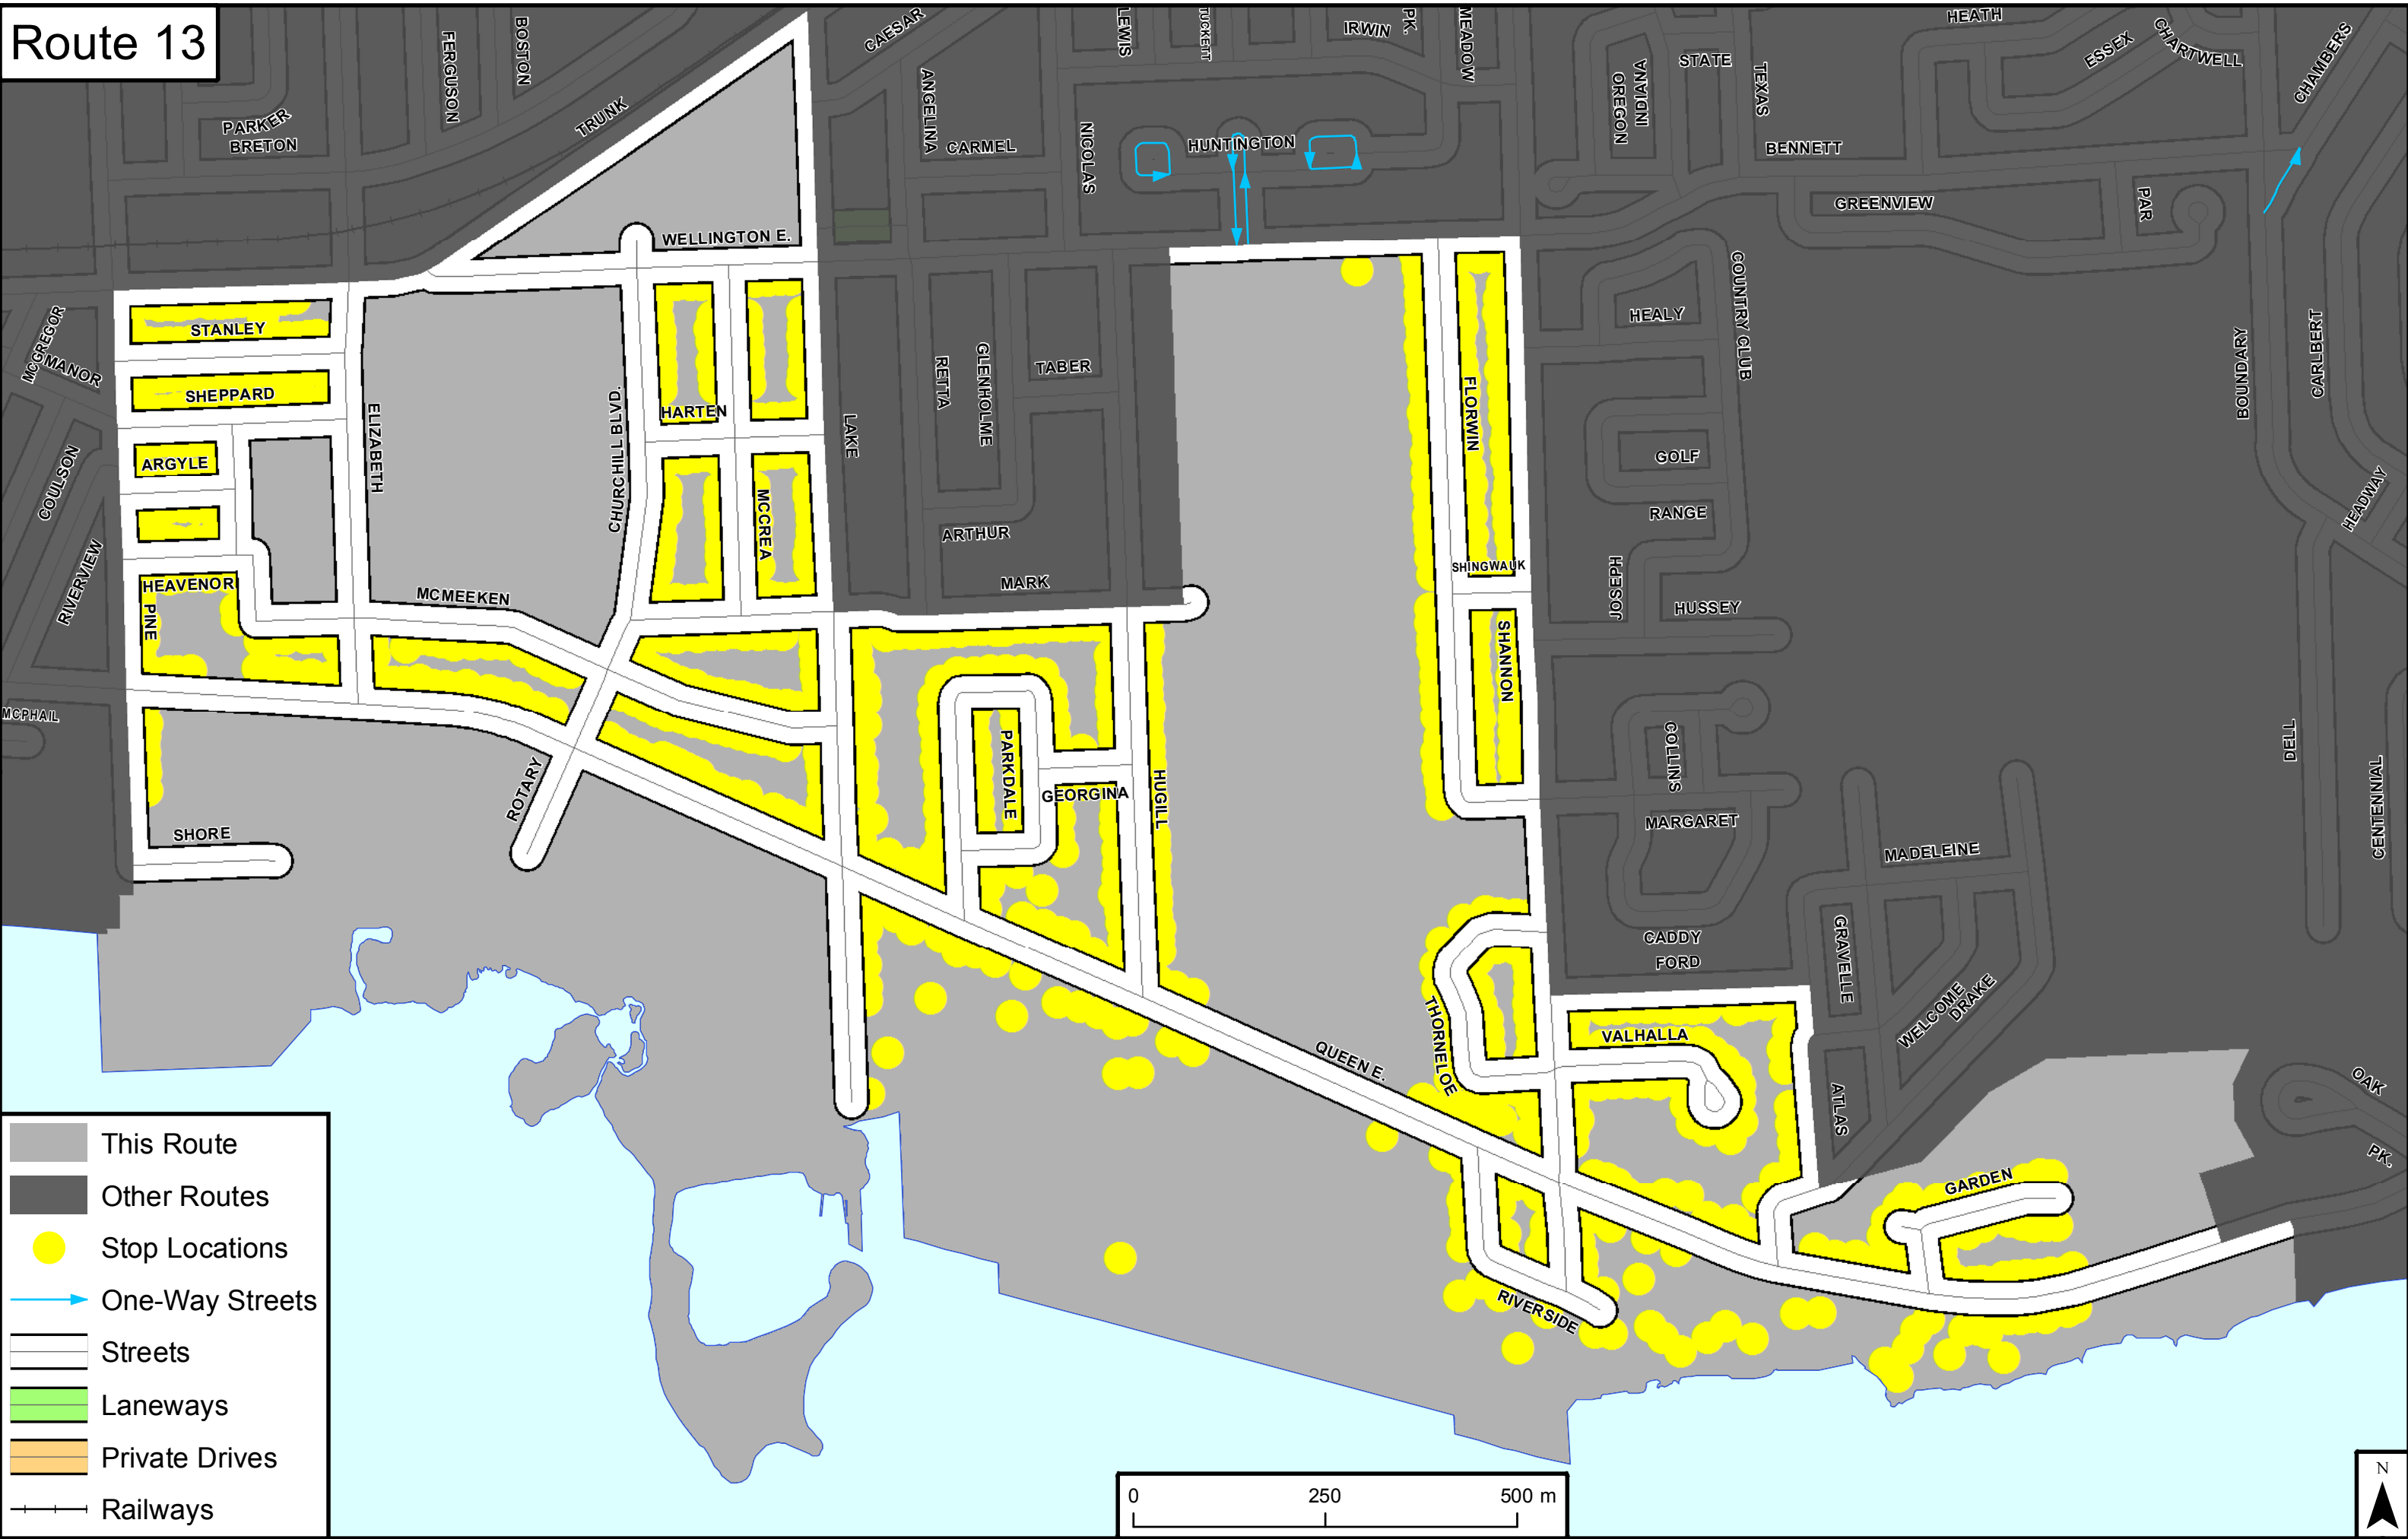 Route 13
BOSTON
FERGUSON
PARKER
BRETON
TRUNK
CAESAR
ANGELINA
CARMEL
LEWIS
TUCKETT
IRWIN
PK.
MEADOW
NICOLAS
HUNTINGTON
OREGON
INDIANA
STATE
TEXAS
BENNETT
HEATH
ESSEX
CHARTWELL
CHAMBERS
GREENVIEW
PAR
WELLINGTON E.
MCGREGOR
MANOR
COULSON
RIVERVIEW
MCPHAIL
STANLEY
SHEPPARD
ARGYLE
HEAVENOR
PINE
ELIZABETH
CHURCHILL BLVD.
HARTEN
MCCREA
LAKE
RETTA
GLENHOLME
TABER
ARTHUR
MARK
MCMEEKEN
FLORWIN
SHINGWAUK
SHANNON
HEALY
COUNTRY CLUB
GOLF
RANGE
JOSEPH
HUSSEY
BOUNDARY
CARLBERT
HEADWAY
DELL
CENTENNIAL
COLLINS
MARGARET
MADELEINE
CADDY
FORD
GRAVELLE
WELCOME
DRAKE
ATLAS
SHORE
ROTARY
PARKDALE
GEORGINA
HUGILL
QUEEN E.
THORNELOE
VALHALLA
RIVERSIDE
GARDEN
OAK
PK.
This Route
Other Routes
Stop Locations
One-Way Streets
Streets
Laneways
Private Drives
Railways
0 250 500 m
N